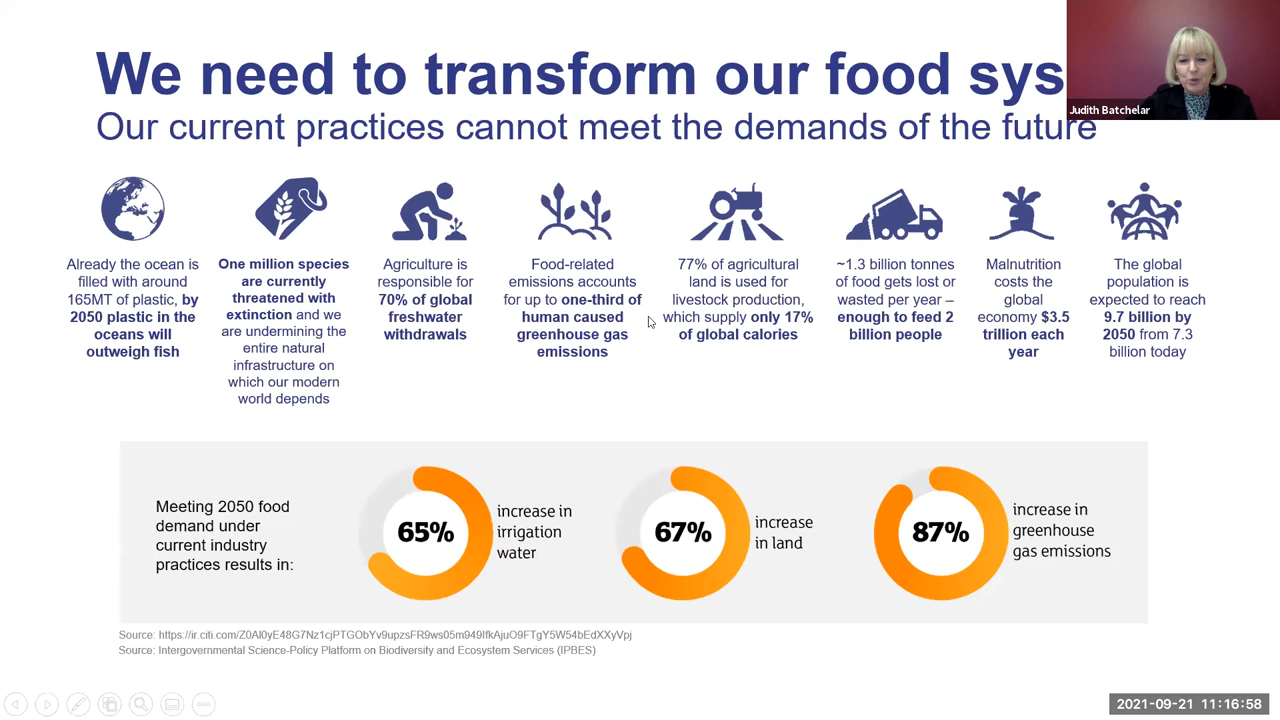 We need to transform our food sys
Our current practices cannot meet the demands of the future
Judith Batchelar
Already the ocean is
filled with around
165MT of plastic, by
2050 plastic in the
oceans will
outweigh fish
One million species
are currently
threatened with
extinction and we
are undermining the
entire natural
infrastructure on
which our modern
world depends
Agriculture is
responsible for
70% of global
freshwater
withdrawals
Food-related
emissions accounts
for up to one-third of
human caused
greenhouse gas
emissions
77% of agricultural
land is used for
livestock production,
which supply only 17%
of global calories
~1.3 billion tonnes
of food gets lost or
wasted per year –
enough to feed 2
billion people
Malnutrition
costs the
global
economy $3.5
trillion each
year
The global
population is
expected to reach
9.7 billion by
2050 from 7.3
billion today
Meeting 2050 food
demand under
current industry
practices results in:
65%
increase in
irrigation
water
67%
increase
in land
87%
increase in
greenhouse
gas emissions
Source: https://ir.citi.com/Z0Al0yE48G7Nz1cjPTGObYv9upzsFR9ws05m949IfkAjuO9FTgY5W54bEdXXyVpj
Source: Intergovernmental Science-Policy Platform on Biodiversity and Ecosystem Services (IPBES)
2021-09-21 11:16:58